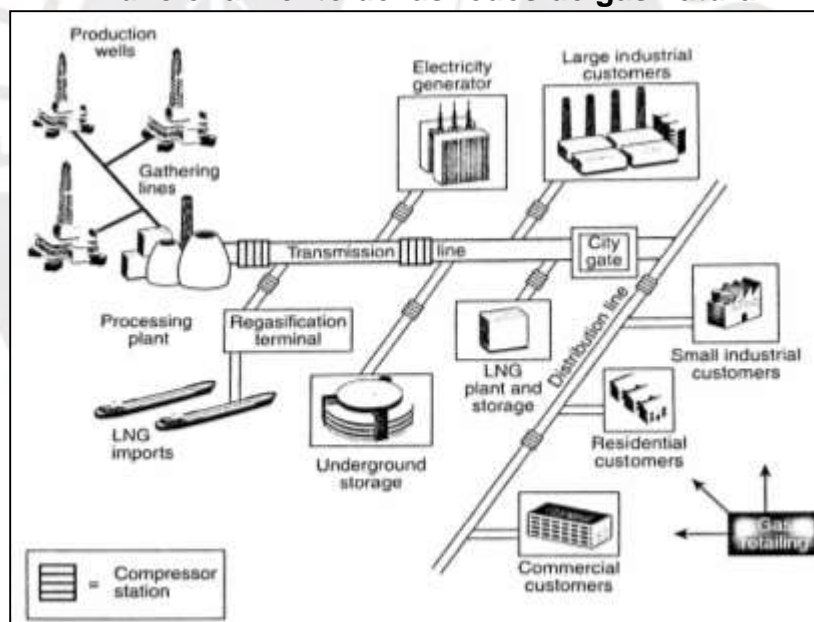 Production
wells
Electricity
generator
Large industrial
customers
Gathering
lines
Transmission line
City
gate
Processing
plant
Regasification
terminal
LNG
imports
Underground
storage
LNG
plant and
storage
Distribution line
Small industrial
customers
Residential
customers
Commercial
customers
Gas
retailing
= Compressor
station